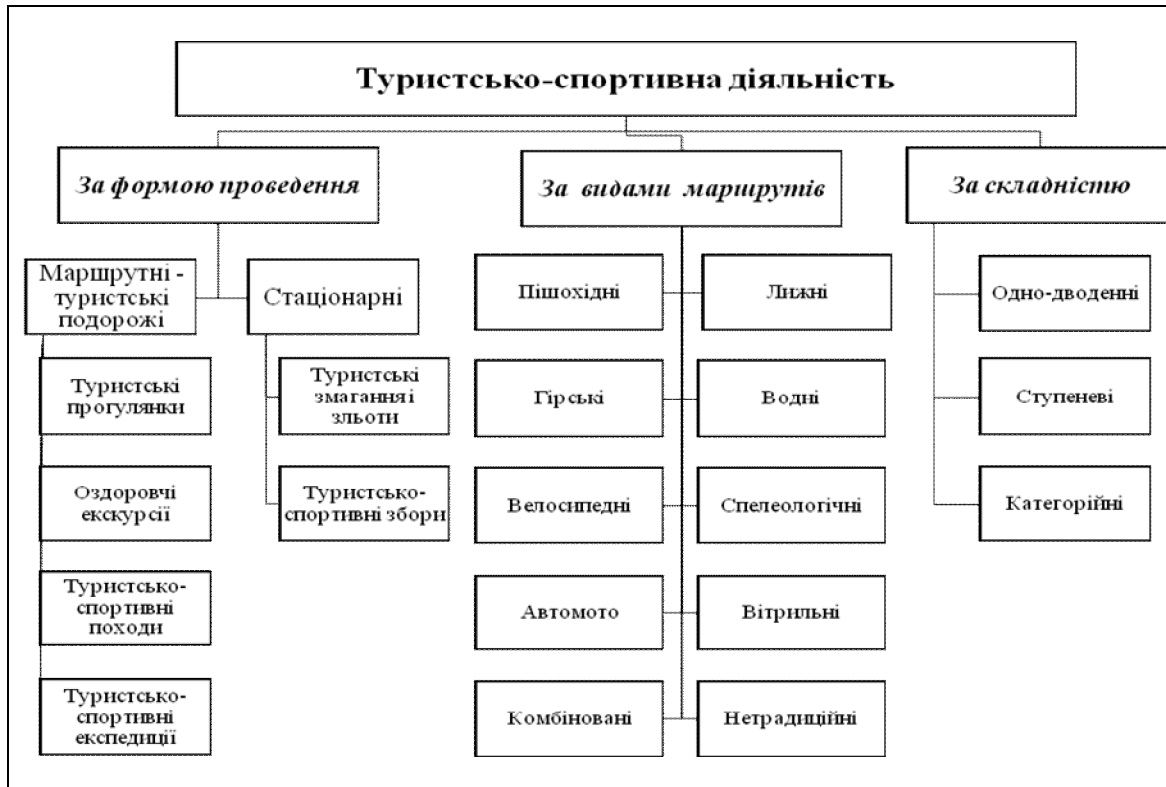 Туристсько-спортивна діяльність
За формою проведення
За видами маршрутів
За складністю
Маршрутні -
туристські
подорожі
Стаціонарні
Туристські
прогулянки
Туристські
змагання і
зльоти
Оздоровчі
екскурсії
Туристсько-
спортивні збори
Туристсько-
спортивні
походи
Туристсько-
спортивні
експедиції
Пішохідні
Лижні
Гірські
Водні
Велосипедні
Спелеологічні
Автомото
Вітрильні
Комбіновані
Нетрадиційні
Одно-дводенні
Ступеневі
Категорійні